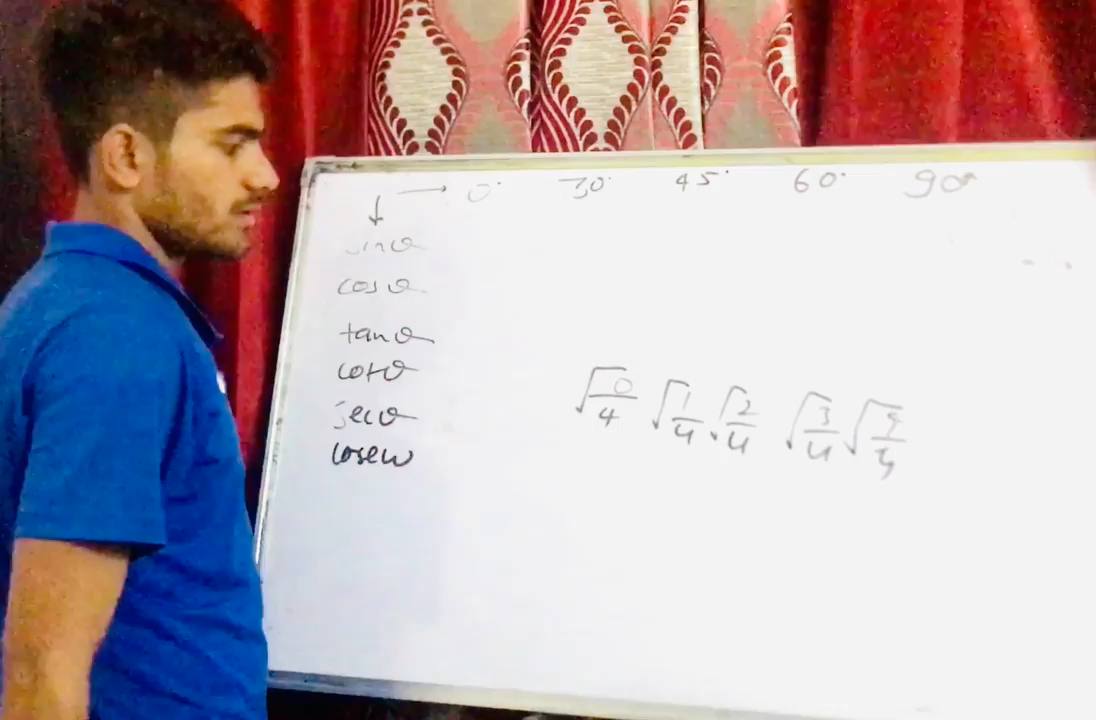 → 0° 30° 45° 60° 90°
↓
sinθ
cosθ
tanθ
cotθ
secθ
cosecθ
√0/4 √1/4 √2/4 √3/4 √4/4